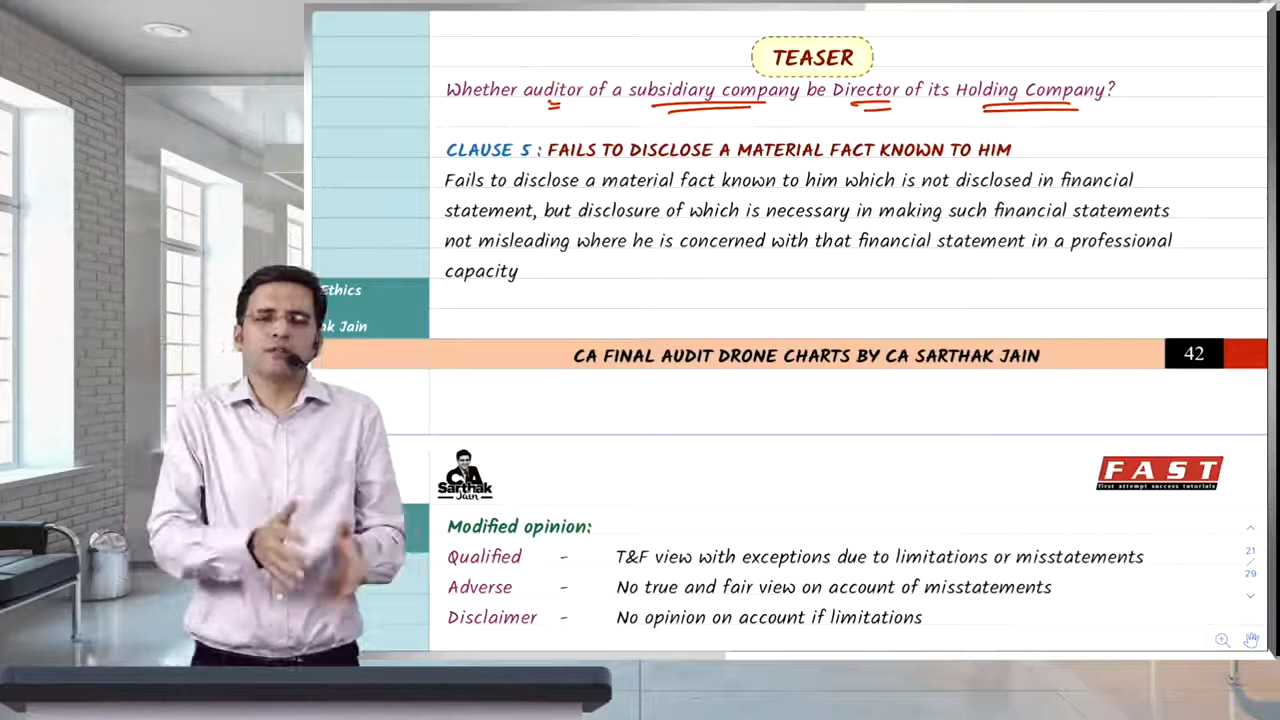 TEASER
Whether auditor of a subsidiary company be Director of its Holding Company?
CLAUSE 5 : FAILS TO DISCLOSE A MATERIAL FACT KNOWN TO HIM
Fails to disclose a material fact known to him which is not disclosed in financial
statement, but disclosure of which is necessary in making such financial statements
not misleading where he is concerned with that financial statement in a professional
capacity
Ethics
Jain
CA FINAL AUDIT DRONE CHARTS BY CA SARTHAK JAIN 42
CA
Sarthak
Jain
FAST
first attempt success tutorials
Modified opinion:
Qualified - T&F view with exceptions due to limitations or misstatements
Adverse - No true and fair view on account of misstatements
Disclaimer - No opinion on account if limitations
21
29